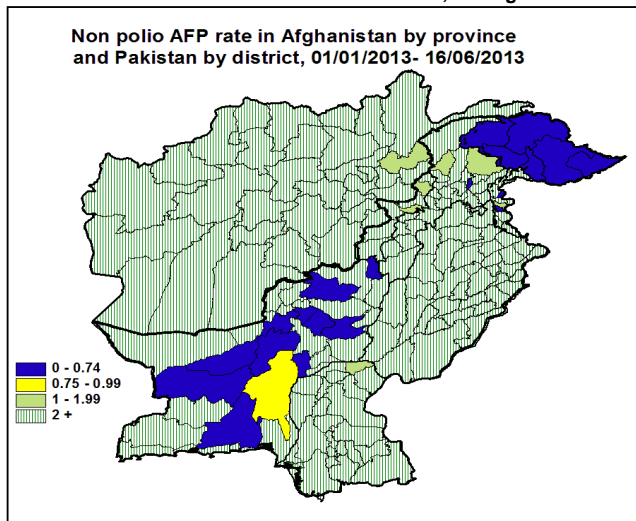 Non polio AFP rate in Afghanistan by province
and Pakistan by district, 01/01/2013- 16/06/2013
0 - 0.74
0.75 - 0.99
1 - 1.99
2 +